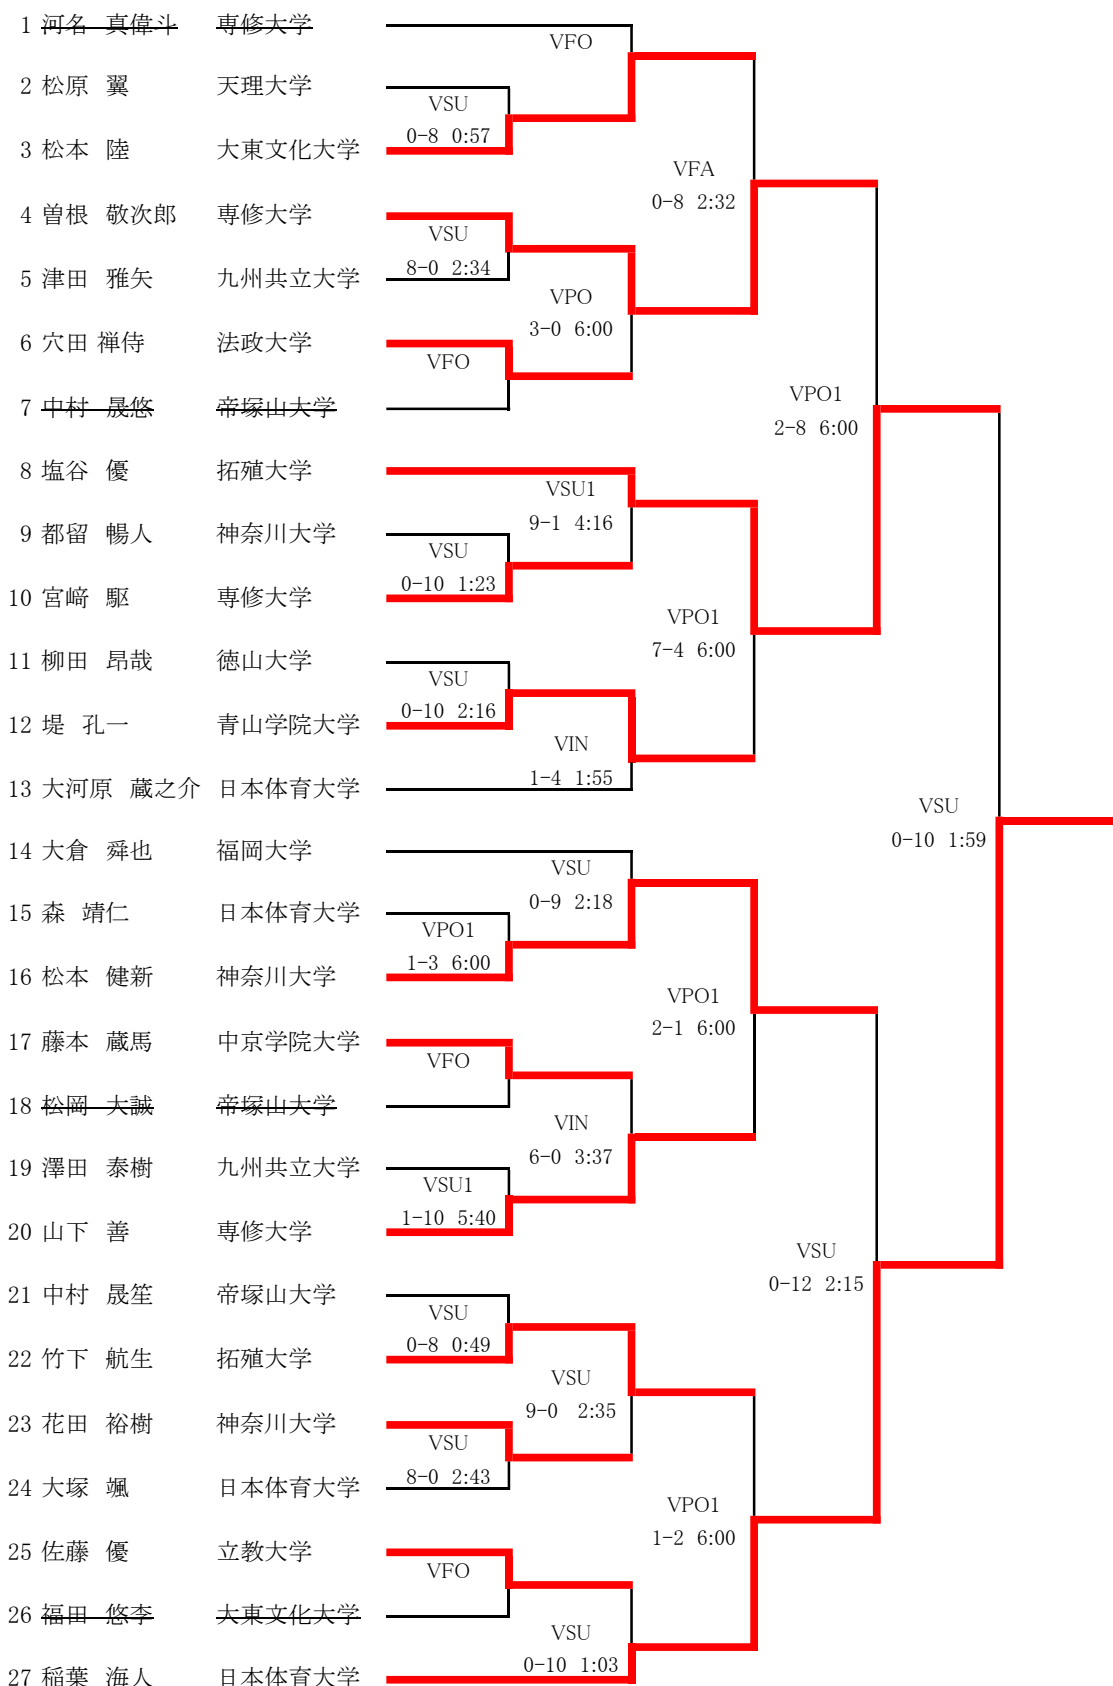 1 河名 真偉斗 専修大学
VFO
2 松原 翼 天理大学
VSU
0-8 0:57
3 松本 陸 大東文化大学
VFA
0-8 2:32
4 曽根 敬次郎 専修大学
VSU
8-0 2:34
5 津田 雅矢 九州共立大学
VPO
3-0 6:00
6 穴田 禅侍 法政大学
VFO
7 中村 晟悠 帝塚山大学
VPO1
2-8 6:00
8 塩谷 優 拓殖大学
VSU1
9-1 4:16
9 都留 暢人 神奈川大学
VSU
0-10 1:23
10 宮﨑 駆 専修大学
VPO1
7-4 6:00
11 柳田 昂哉 徳山大学
VSU
0-10 2:16
12 堤 孔一 青山学院大学
VIN
1-4 1:55
13 大河原 蔵之介 日本体育大学
VSU
0-10 1:59
14 大倉 舜也 福岡大学
VSU
0-9 2:18
15 森 靖仁 日本体育大学
VPO1
1-3 6:00
16 松本 健新 神奈川大学
VPO1
2-1 6:00
17 藤本 蔵馬 中京学院大学
VFO
18 松岡 大誠 帝塚山大学
VIN
6-0 3:37
19 澤田 泰樹 九州共立大学
VSU1
1-10 5:40
20 山下 善 専修大学
VSU
0-12 2:15
21 中村 晟笙 帝塚山大学
VSU
0-8 0:49
22 竹下 航生 拓殖大学
VSU
9-0 2:35
23 花田 裕樹 神奈川大学
VSU
8-0 2:43
24 大塚 颯 日本体育大学
VPO1
1-2 6:00
25 佐藤 優 立教大学
VFO
26 福田 悠李 大東文化大学
VSU
0-10 1:03
27 稲葉 海人 日本体育大学